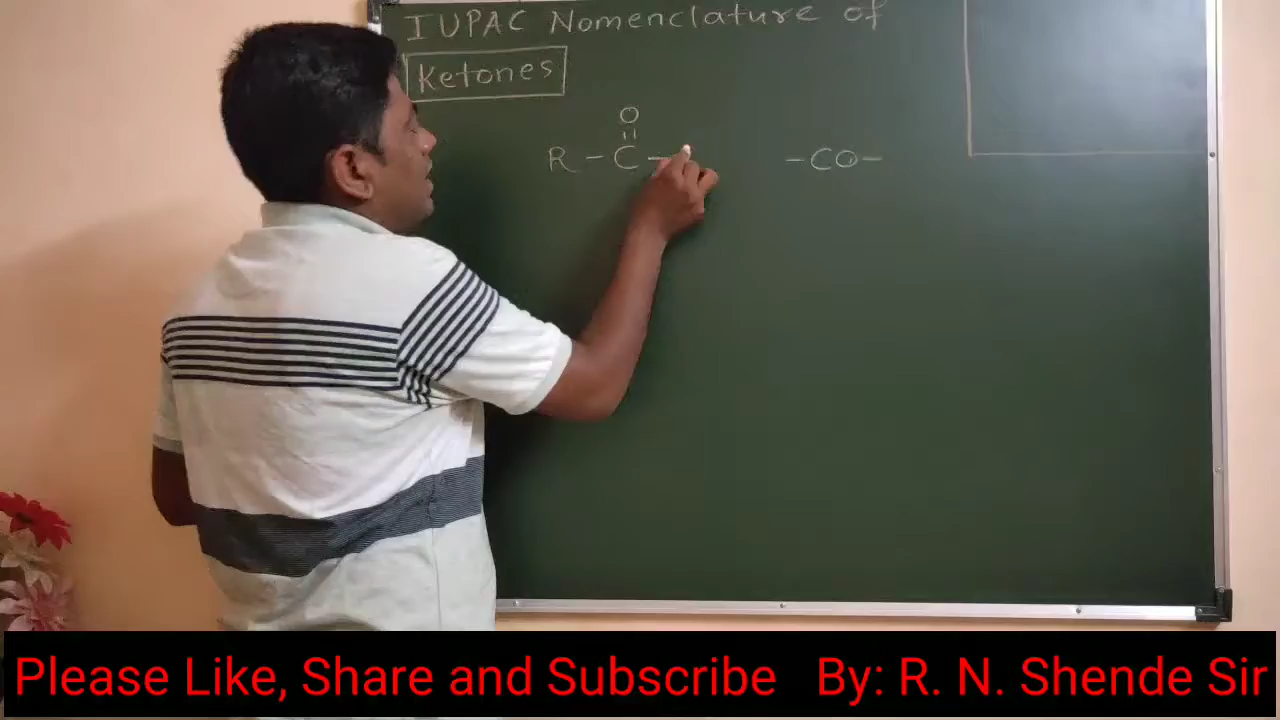 IUPAC Nomenclature of
Ketones
O
R - C - -CO-
Please Like, Share and Subscribe By: R. N. Shende Sir